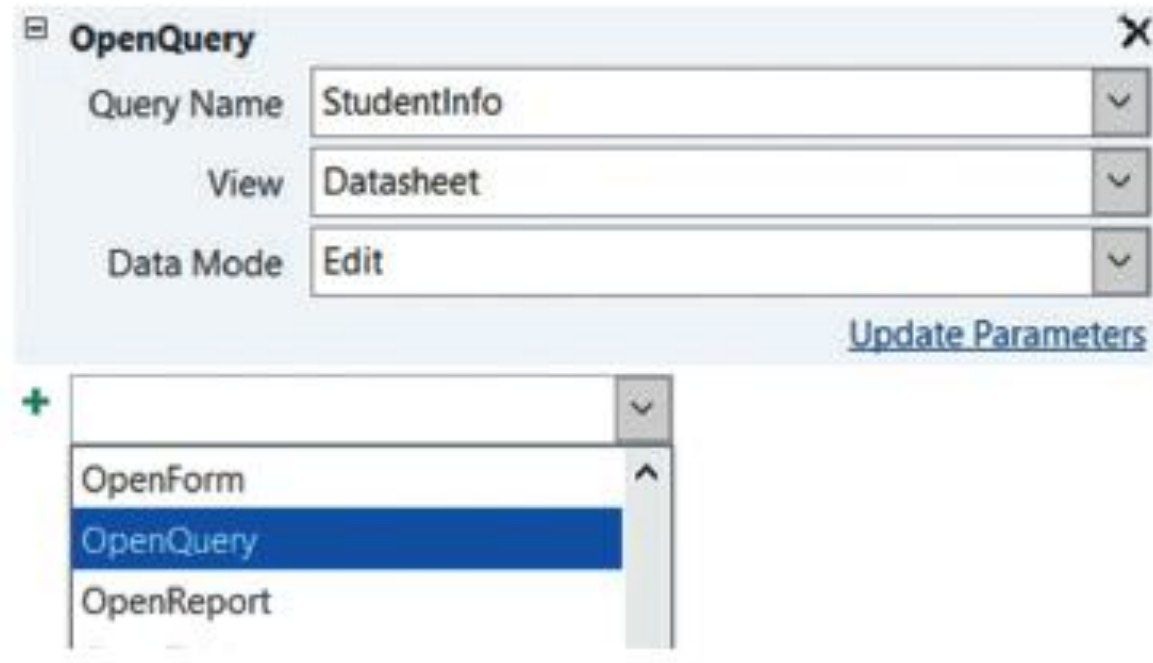 OpenQuery
Query Name StudentInfo
View Datasheet
Data Mode Edit
Update Parameters
OpenForm
OpenQuery
OpenReport